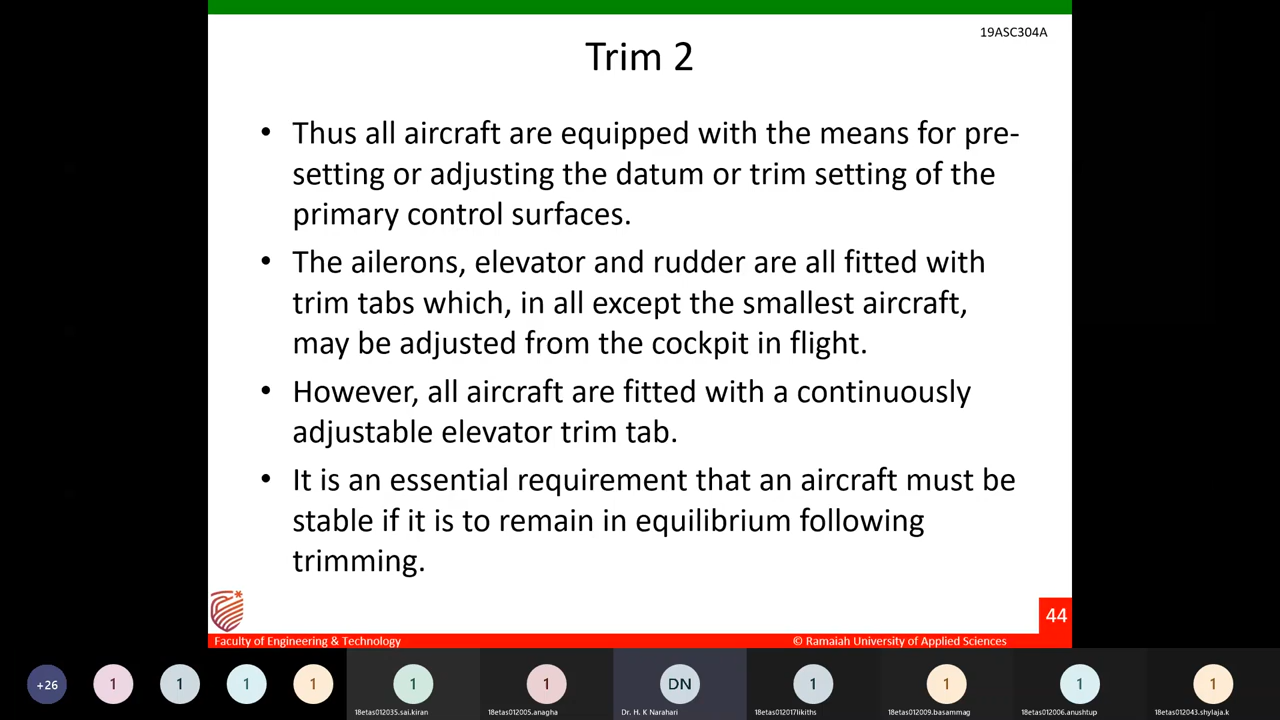 19ASC304A
Trim 2
• Thus all aircraft are equipped with the means for pre-
setting or adjusting the datum or trim setting of the
primary control surfaces.
• The ailerons, elevator and rudder are all fitted with
trim tabs which, in all except the smallest aircraft,
may be adjusted from the cockpit in flight.
• However, all aircraft are fitted with a continuously
adjustable elevator trim tab.
• It is an essential requirement that an aircraft must be
stable if it is to remain in equilibrium following
trimming.
44
Faculty of Engineering & Technology
© Ramaiah University of Applied Sciences
+26
1
1
1
1
1
1
DN
1
1
1
1
18etas012035.sai.kiran
18etas012005.anagha
Dr. H. K Narahari
18etas012017likiths
18etas012009.basammag
18etas012006.anushtup
18etas012043.shylaja.k